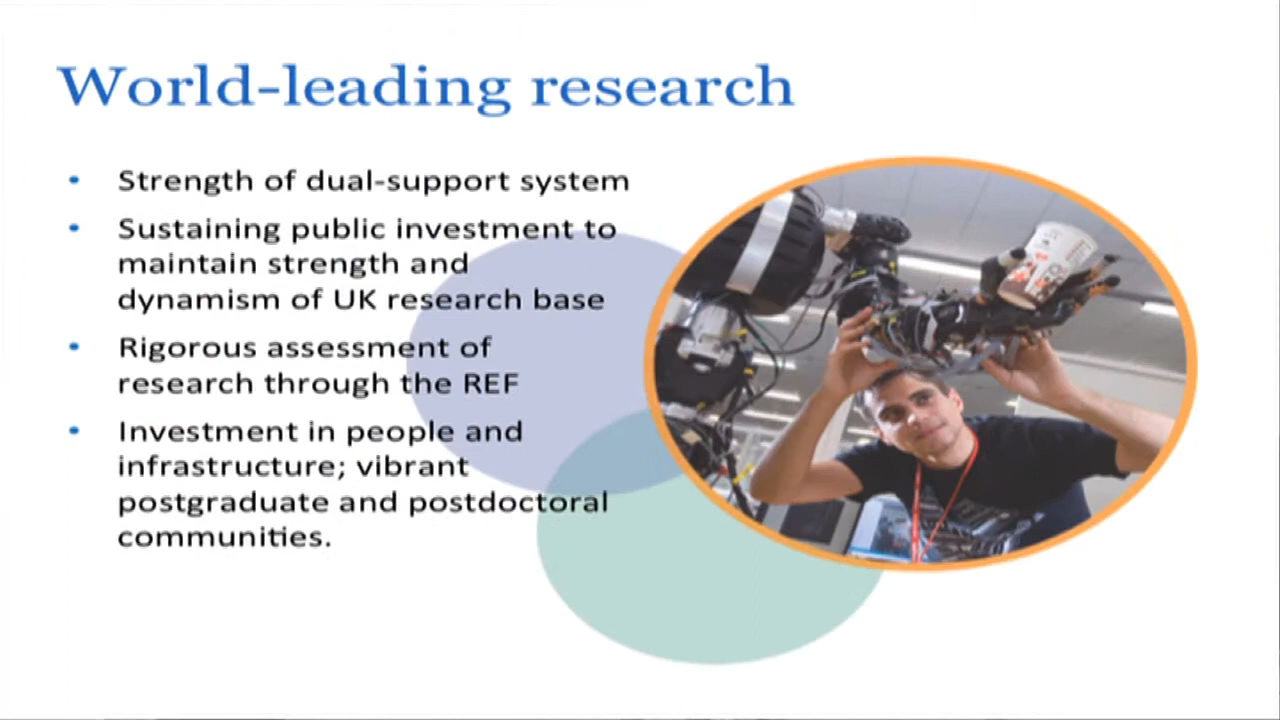 World-leading research
• Strength of dual-support system
• Sustaining public investment to
maintain strength and
dynamism of UK research base
• Rigorous assessment of
research through the REF
• Investment in people and
infrastructure; vibrant
postgraduate and postdoctoral
communities.